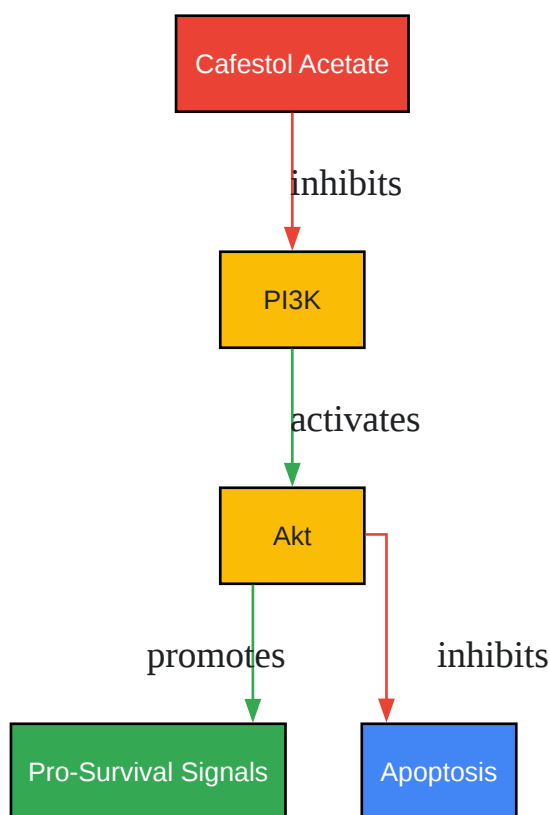 Cafestol Acetate
inhibits
PI3K
activates
Akt
promotes
inhibits
Pro-Survival Signals
Apoptosis